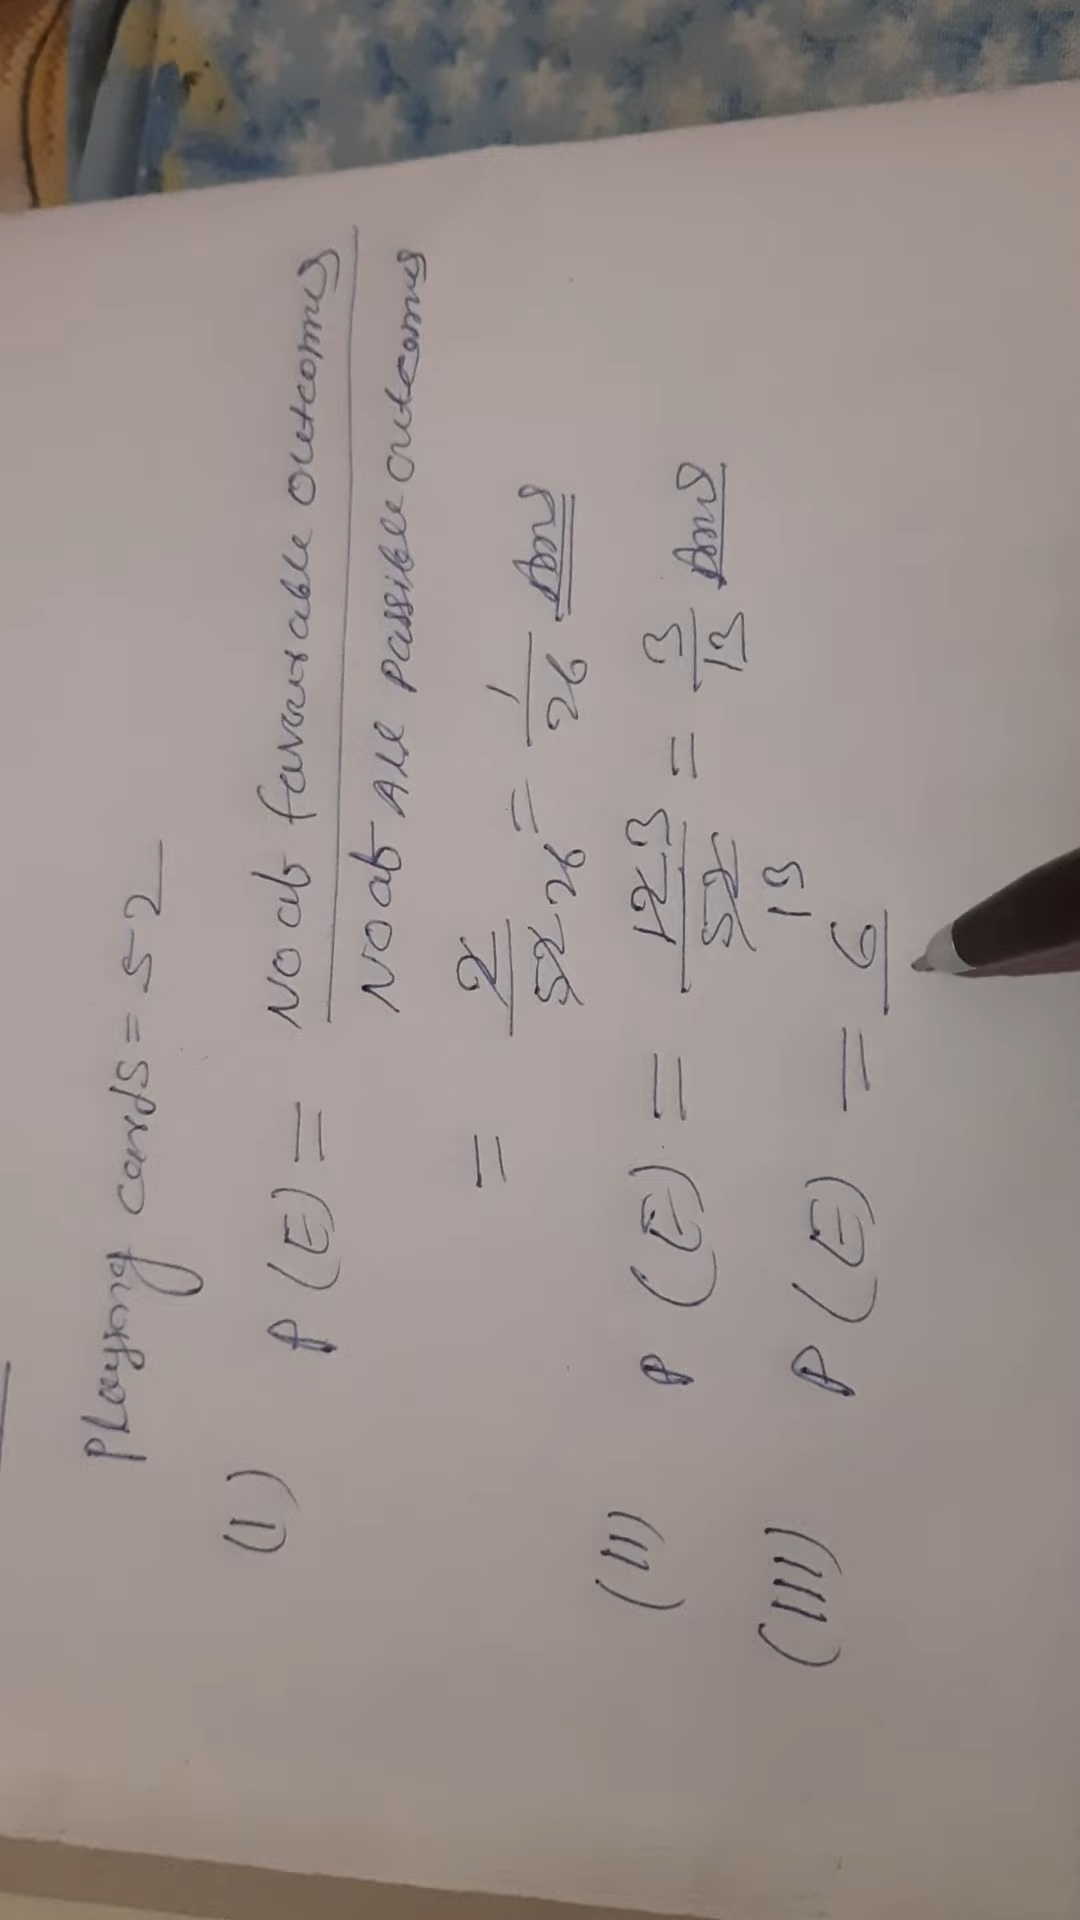 Playing cards = 52
(I) P(E) = No of favourable outcomes
No of All possible outcomes
= 2/52 26 = 1/26 Ans
(II) P(E) = 12 3/52 13 = 3/13 Ans
(III) P(E) = 6